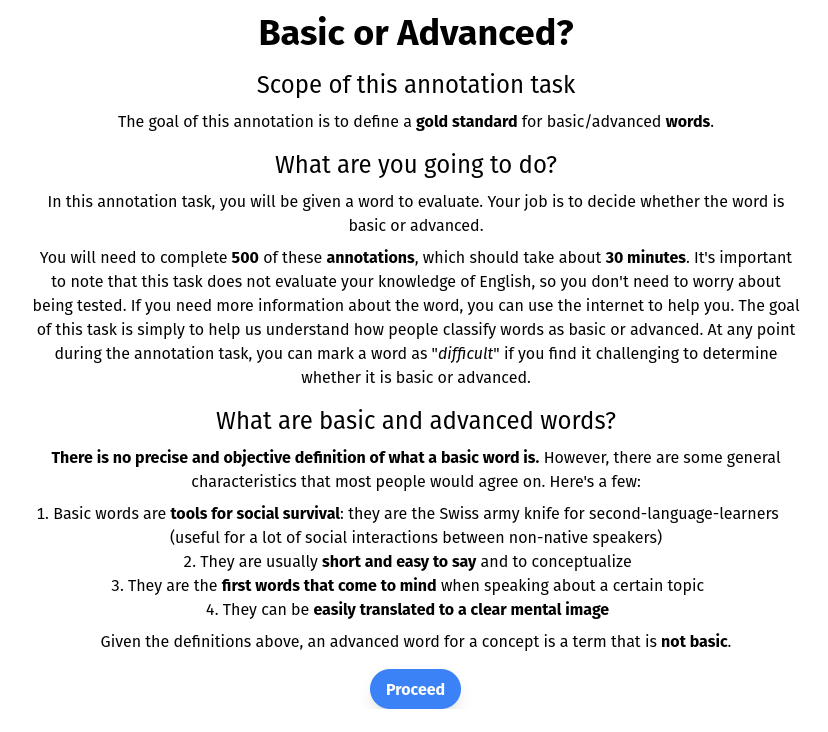 Basic or Advanced?
Scope of this annotation task
The goal of this annotation is to define a gold standard for basic/advanced words.
What are you going to do?
In this annotation task, you will be given a word to evaluate. Your job is to decide whether the word is
basic or advanced.
You will need to complete 500 of these annotations, which should take about 30 minutes. It's important
to note that this task does not evaluate your knowledge of English, so you don't need to worry about
being tested. If you need more information about the word, you can use the internet to help you. The goal
of this task is simply to help us understand how people classify words as basic or advanced. At any point
during the annotation task, you can mark a word as "difficult" if you find it challenging to determine
whether it is basic or advanced.
What are basic and advanced words?
There is no precise and objective definition of what a basic word is. However, there are some general
characteristics that most people would agree on. Here's a few:
1. Basic words are tools for social survival: they are the Swiss army knife for second-language-learners
(useful for a lot of social interactions between non-native speakers)
2. They are usually short and easy to say and to conceptualize
3. They are the first words that come to mind when speaking about a certain topic
4. They can be easily translated to a clear mental image
Given the definitions above, an advanced word for a concept is a term that is not basic.
Proceed